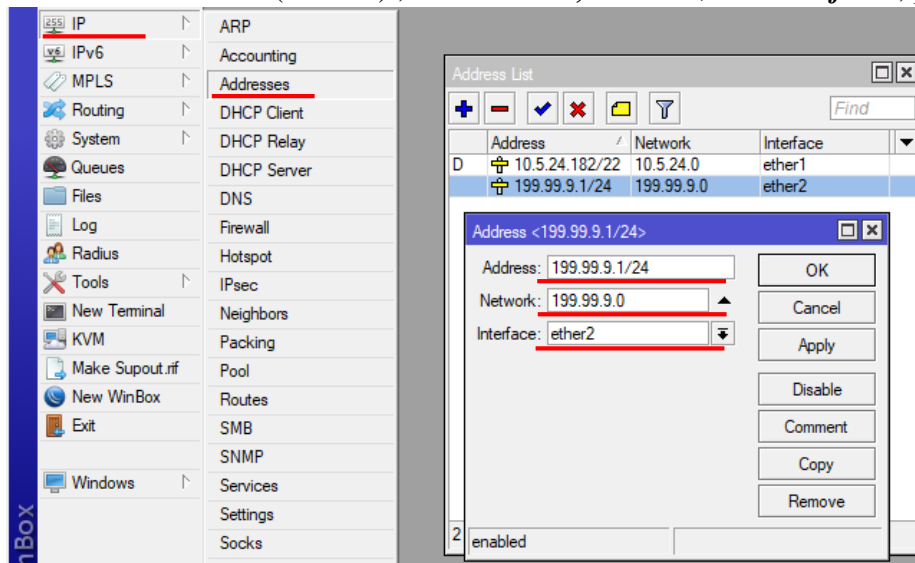 IP
IPv6
MPLS
Routing
System
Queues
Files
Log
Radius
Tools
New Terminal
KVM
Make Supout.rif
New WinBox
Exit
Windows
nBox
ARP
Accounting
Addresses
DHCP Client
DHCP Relay
DHCP Server
DNS
Firewall
Hotspot
IPsec
Neighbors
Packing
Pool
Routes
SMB
SNMP
Services
Settings
Socks
Address List
Find
Address Network Interface
D 10.5.24.182/22 10.5.24.0 ether1
199.99.9.1/24 199.99.9.0 ether2
Address <199.99.9.1/24>
Address: 199.99.9.1/24
Network: 199.99.9.0
Interface: ether2
OK
Cancel
Apply
Disable
Comment
Copy
Remove
enabled
2